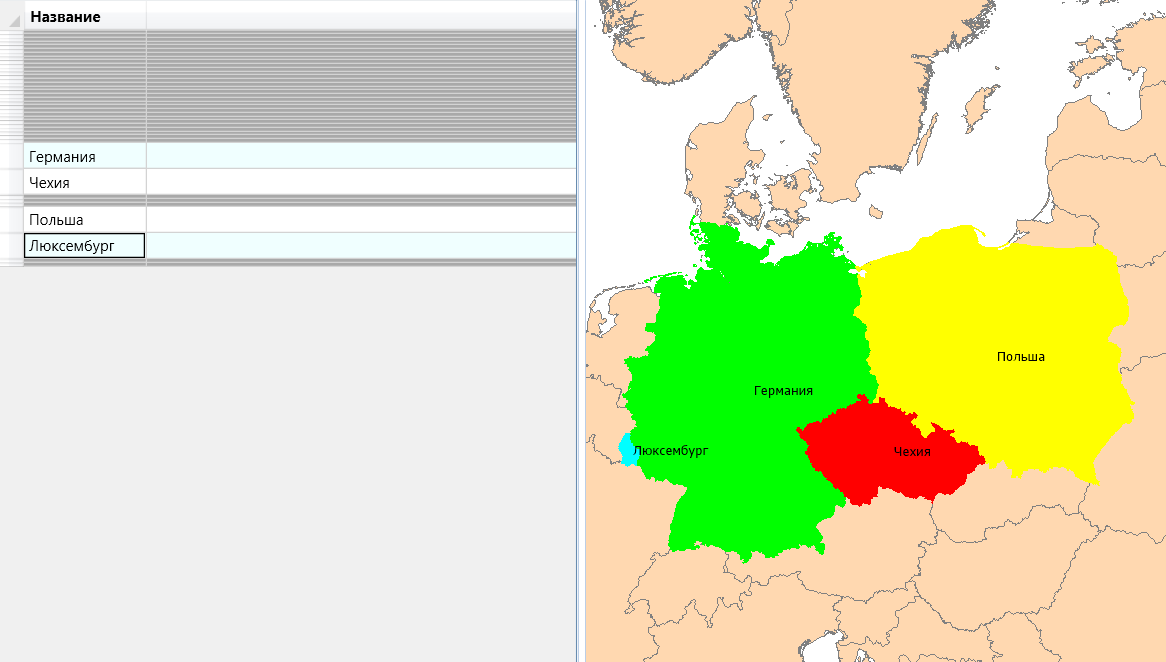 Название
Германия
Чехия
Польша
Люксембург
Польша
Германия
Люксембург
Чехия